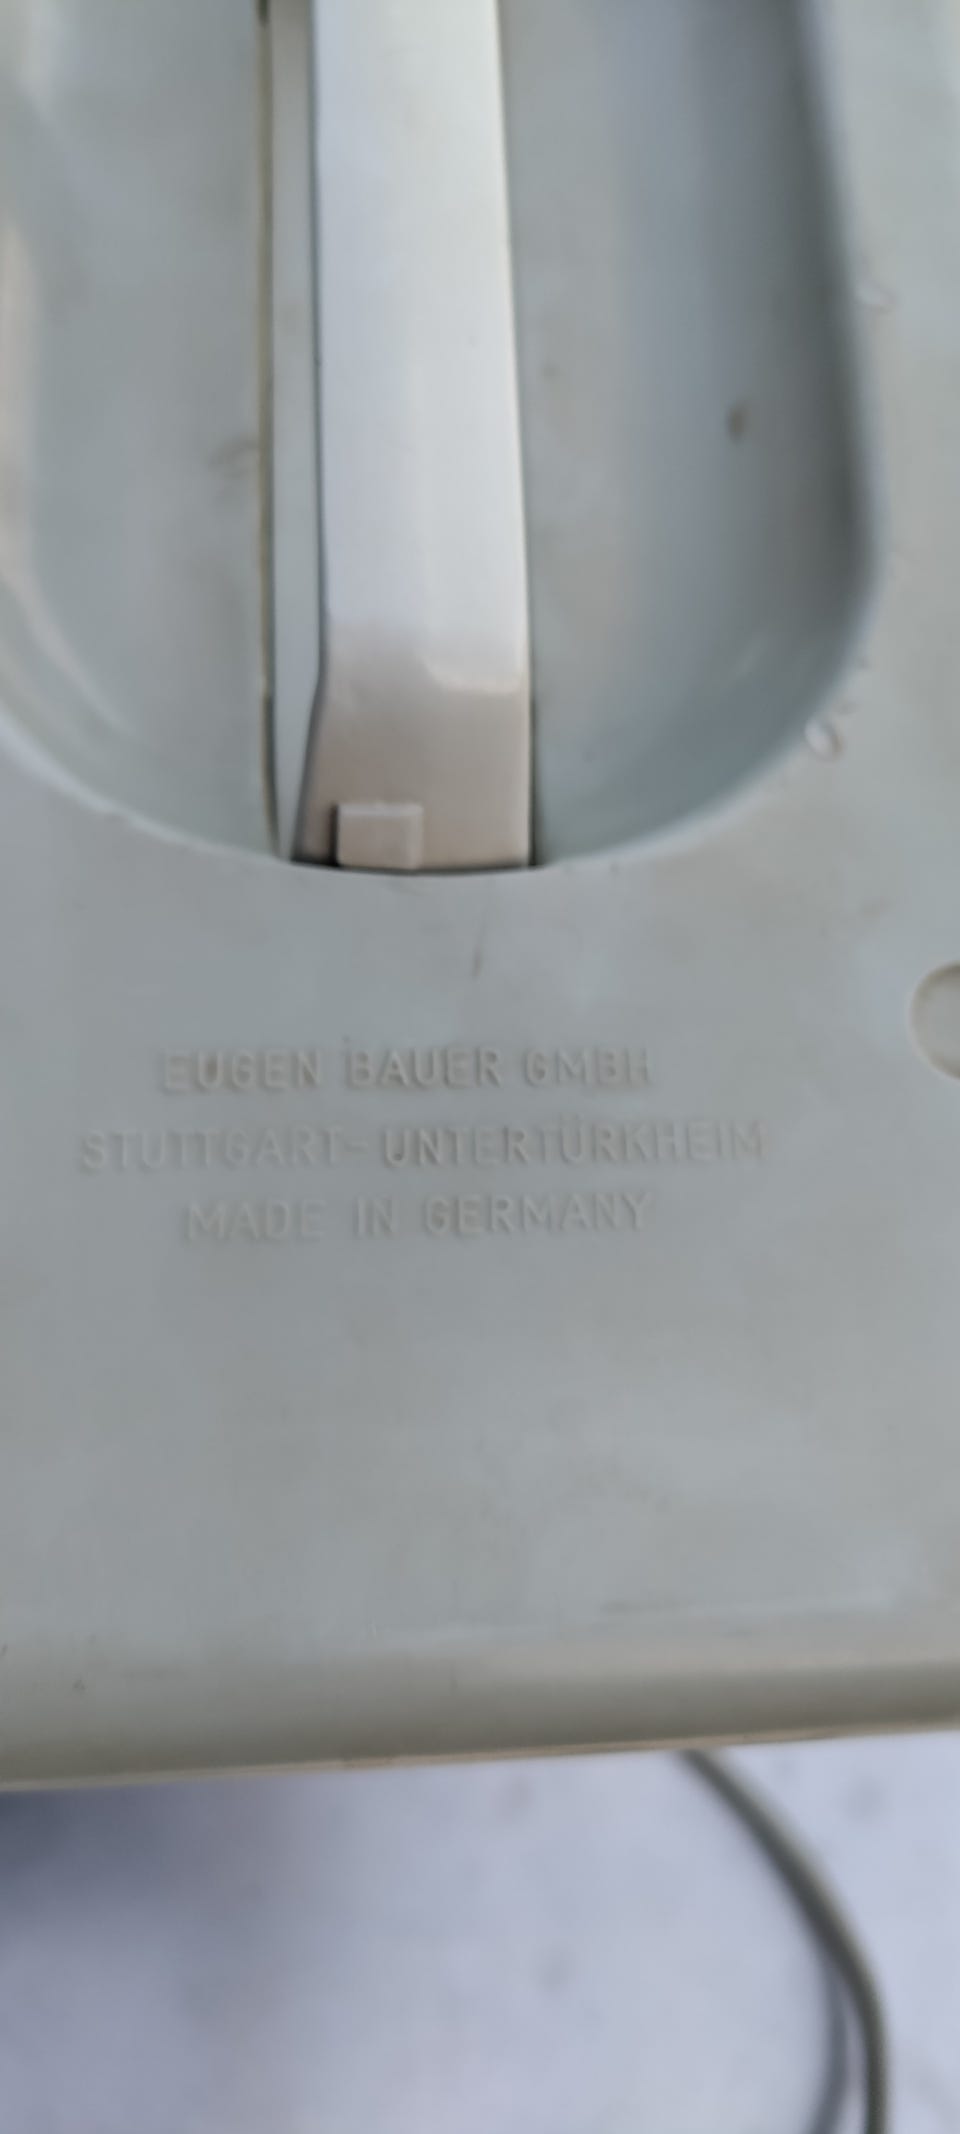 EUGEN BAUER GMBH
STUTTGART-UNTERTÜRKHEIM
MADE IN GERMANY